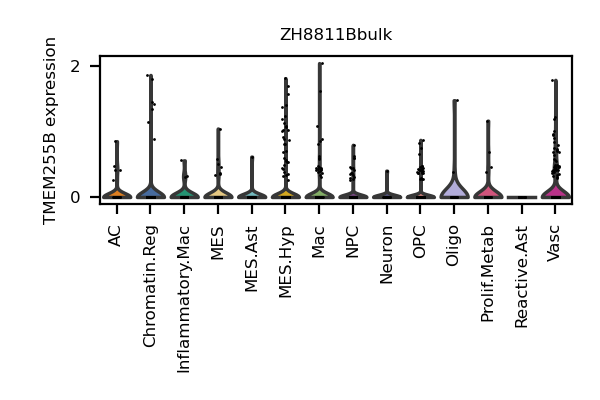 ZH8811Bbulk
TMEM255B expression
2
0
AC
Chromatin.Reg
Inflammatory.Mac
MES
MES.Ast
MES.Hyp
Mac
NPC
Neuron
OPC
Oligo
Prolif.Metab
Reactive.Ast
Vasc